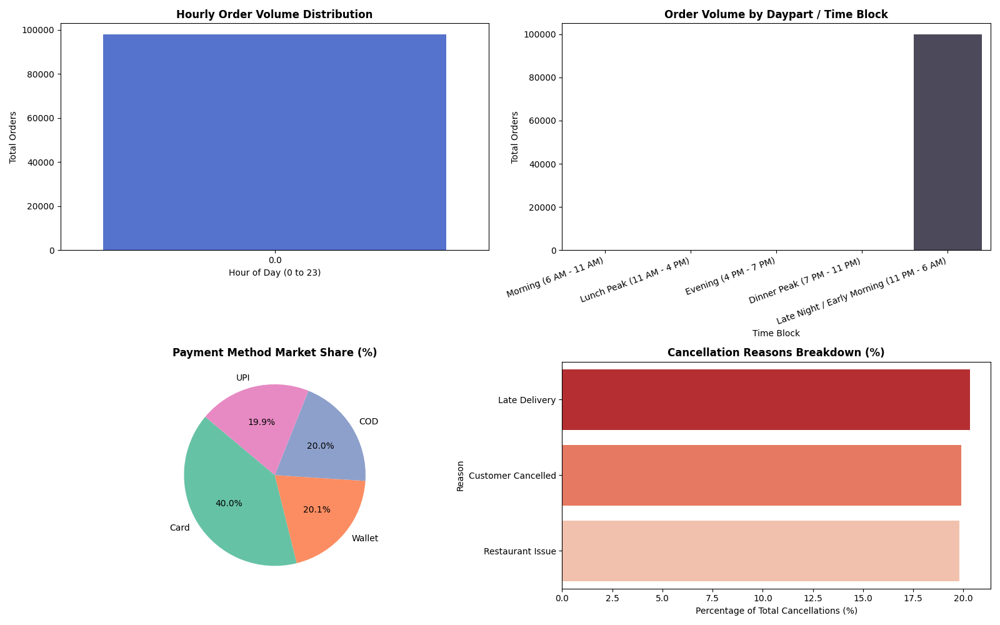 Hourly Order Volume Distribution
100000
80000
60000
40000
20000
0
Total Orders
0.0
Hour of Day (0 to 23)
Order Volume by Daypart / Time Block
100000
80000
60000
40000
20000
0
Total Orders
Morning (6 AM - 11 AM)
Lunch Peak (11 AM - 4 PM)
Evening (4 PM - 7 PM)
Dinner Peak (7 PM - 11 PM)
Late Night / Early Morning (11 PM - 6 AM)
Time Block
Payment Method Market Share (%)
UPI
19.9%
COD
20.0%
40.0%
Card
20.1%
Wallet
Cancellation Reasons Breakdown (%)
Late Delivery
Customer Cancelled
Restaurant Issue
Reason
0.0 2.5 5.0 7.5 10.0 12.5 15.0 17.5 20.0
Percentage of Total Cancellations (%)